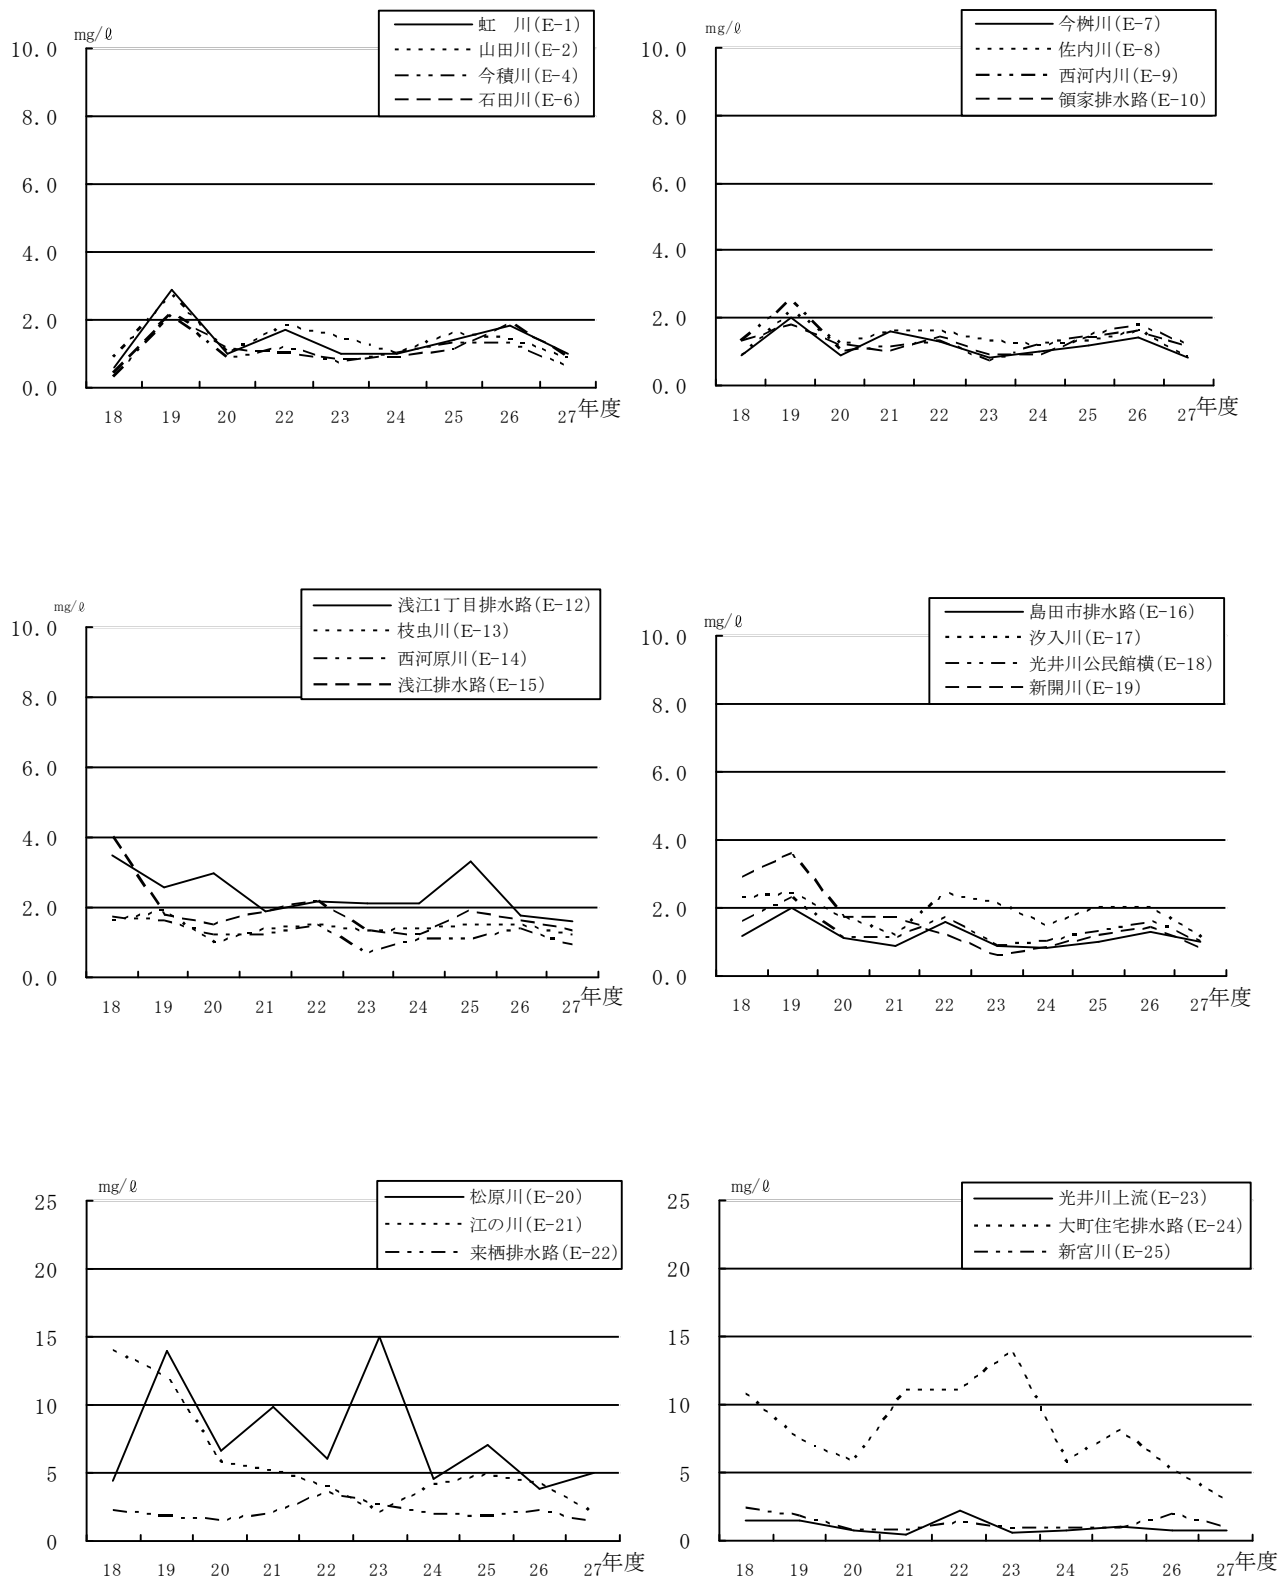 mg/ℓ
虹　川(E-1)
山田川(E-2)
今積川(E-4)
石田川(E-6)
10.0
8.0
6.0
4.0
2.0
0.0
18 19 20 22 23 24 25 26 27 年度
mg/ℓ
今桝川(E-7)
佐内川(E-8)
西河内川(E-9)
領家排水路(E-10)
10.0
8.0
6.0
4.0
2.0
0.0
18 19 20 21 22 23 24 25 26 27 年度
mg/ℓ
浅江1丁目排水路(E-12)
枝虫川(E-13)
西河原川(E-14)
浅江排水路(E-15)
10.0
8.0
6.0
4.0
2.0
0.0
18 19 20 21 22 23 24 25 26 27 年度
mg/ℓ
島田市排水路(E-16)
汐入川(E-17)
光井川公民館横(E-18)
新開川(E-19)
10.0
8.0
6.0
4.0
2.0
0.0
18 19 20 21 22 23 24 25 26 27 年度
mg/ℓ
松原川(E-20)
江の川(E-21)
来栖排水路(E-22)
25
20
15
10
5
0
18 19 20 21 22 23 24 25 26 27 年度
mg/ℓ
光井川上流(E-23)
大町住宅排水路(E-24)
新宮川(E-25)
25
20
15
10
5
0
18 19 20 21 22 23 24 25 26 27 年度